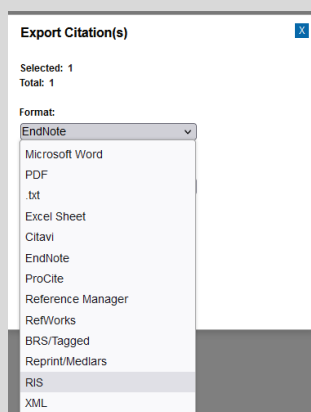 Export Citation(s)
X
Selected: 1
Total: 1
Format:
EndNote
Microsoft Word
PDF
.txt
Excel Sheet
Citavi
EndNote
ProCite
Reference Manager
RefWorks
BRS/Tagged
Reprint/Medlars
RIS
XML